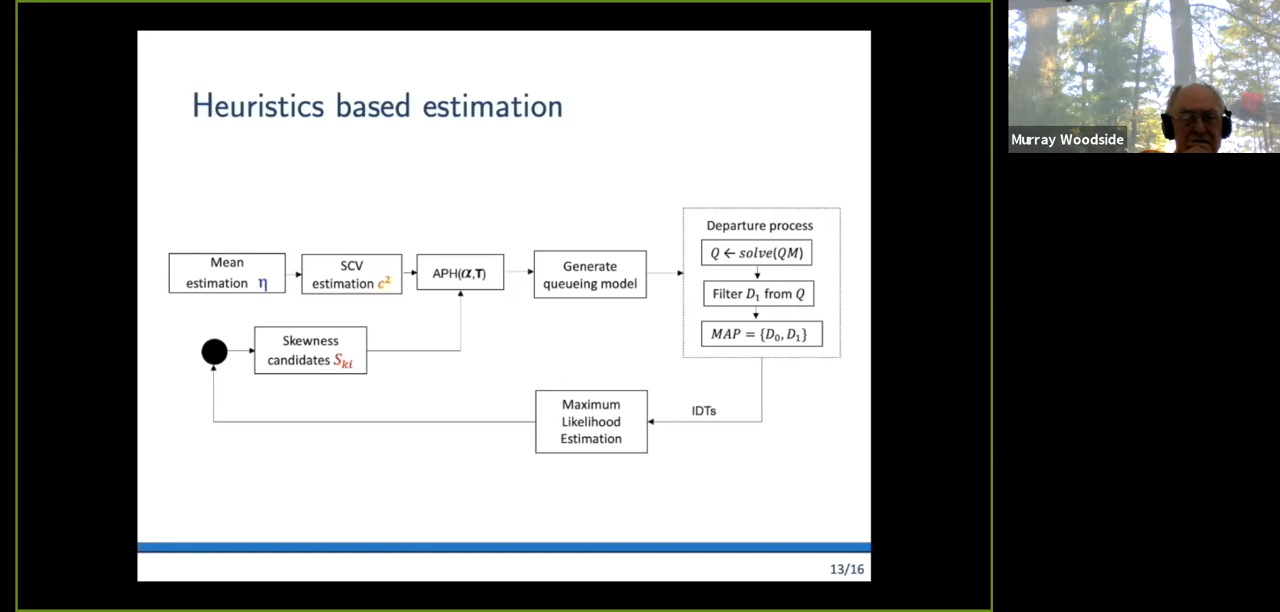 Heuristics based estimation
Mean
estimation η
SCV
estimation c²
APH(α,T)
Generate
queueing model
Departure process
Q ← solve(QM)
Filter D₁ from Q
MAP = {D₀, D₁}
Skewness
candidates Sₖᵢ
Maximum
Likelihood
Estimation
IDTs
13/16
Murray Woodside